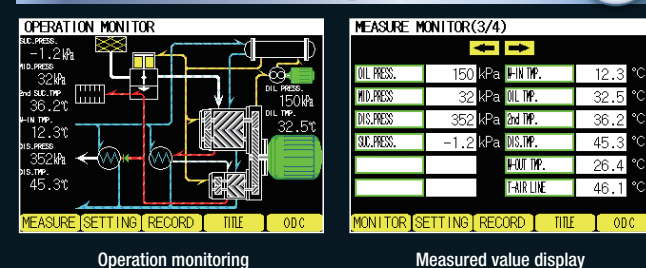 OPERATION MONITOR
SUC.PRESS.
-1.2kPa
MID.PRESS
32kPa
2nd SUC.TMP
36.2℃
W-IN TMP.
12.3℃
DIS.PRESS
352kPa
DIS.TMP.
45.3℃
OIL PRESS.
150kPa
OIL TMP.
32.5℃
MEASURE SETTING RECORD TITLE ODC
Operation monitoring
MEASURE MONITOR(3/4)
OIL PRESS. 150 kPa W-IN TMP. 12.3 °C
MID.PRESS 32 kPa OIL TMP. 32.5 °C
DIS.PRESS 352 kPa 2nd TMP. 36.2 °C
SUC.PRESS -1.2 kPa DIS.TMP. 45.3 °C
W-OUT TMP. 26.4 °C
T-AIR LINE 46.1 °C
MONITOR SETTING RECORD TITLE ODC
Measured value display